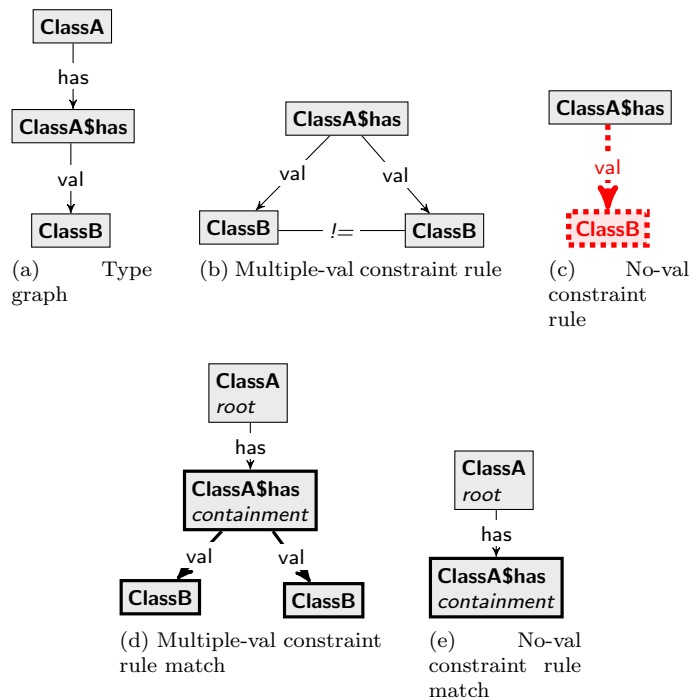 ClassA
has
ClassA$has
val
ClassB
(a) Type
graph
ClassA$has
val val
ClassB != ClassB
(b) Multiple-val constraint rule
ClassA$has
val
ClassB
(c) No-val
constraint
rule
ClassA
root
has
ClassA$has
containment
val val
ClassB ClassB
(d) Multiple-val constraint
rule match
ClassA
root
has
ClassA$has
containment
(e) No-val
constraint rule
match